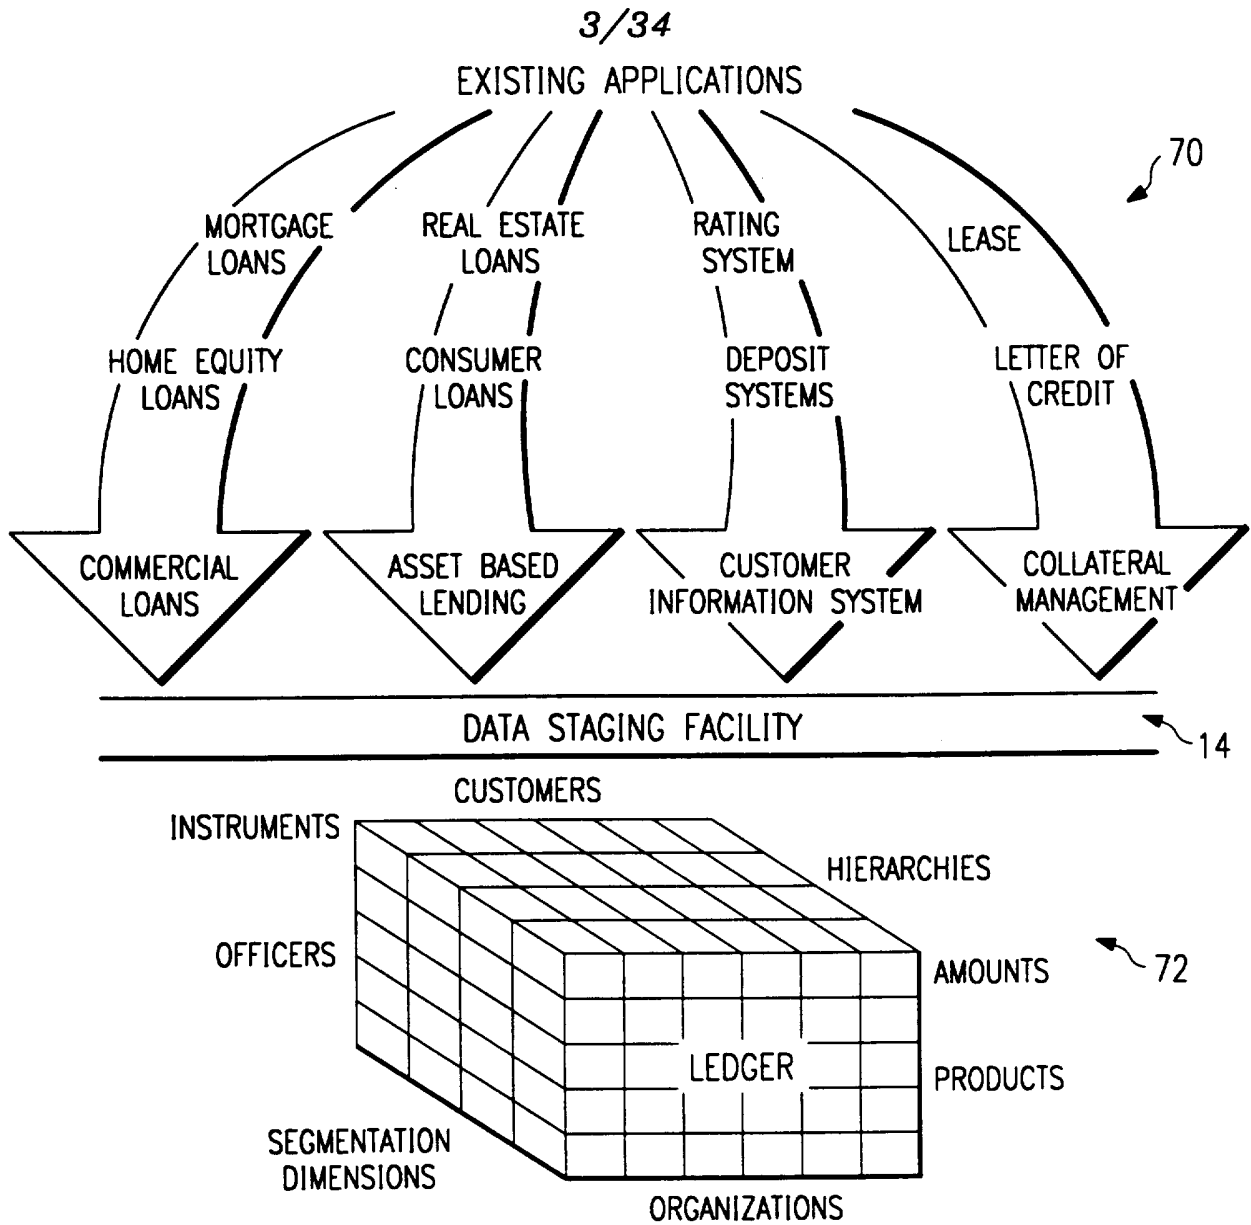 3/34
EXISTING APPLICATIONS
70
MORTGAGE
LOANS
REAL ESTATE
LOANS
RATING
SYSTEM
LEASE
HOME EQUITY
LOANS
CONSUMER
LOANS
DEPOSIT
SYSTEMS
LETTER OF
CREDIT
COMMERCIAL
LOANS
ASSET BASED
LENDING
CUSTOMER
INFORMATION SYSTEM
COLLATERAL
MANAGEMENT
DATA STAGING FACILITY
14
CUSTOMERS
INSTRUMENTS
HIERARCHIES
OFFICERS
AMOUNTS
72
LEDGER
PRODUCTS
SEGMENTATION
DIMENSIONS
ORGANIZATIONS